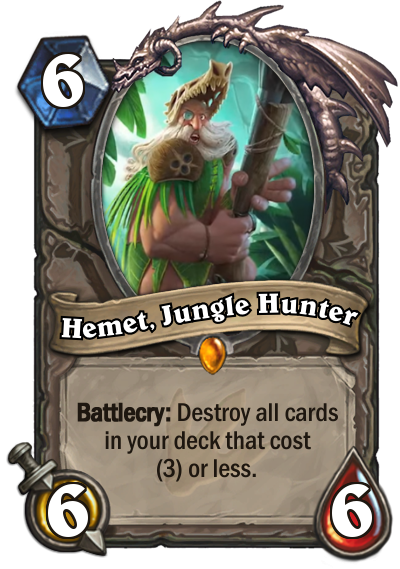 6
Hemet, Jungle Hunter
Battlecry: Destroy all cards
in your deck that cost
(3) or less.
6 6